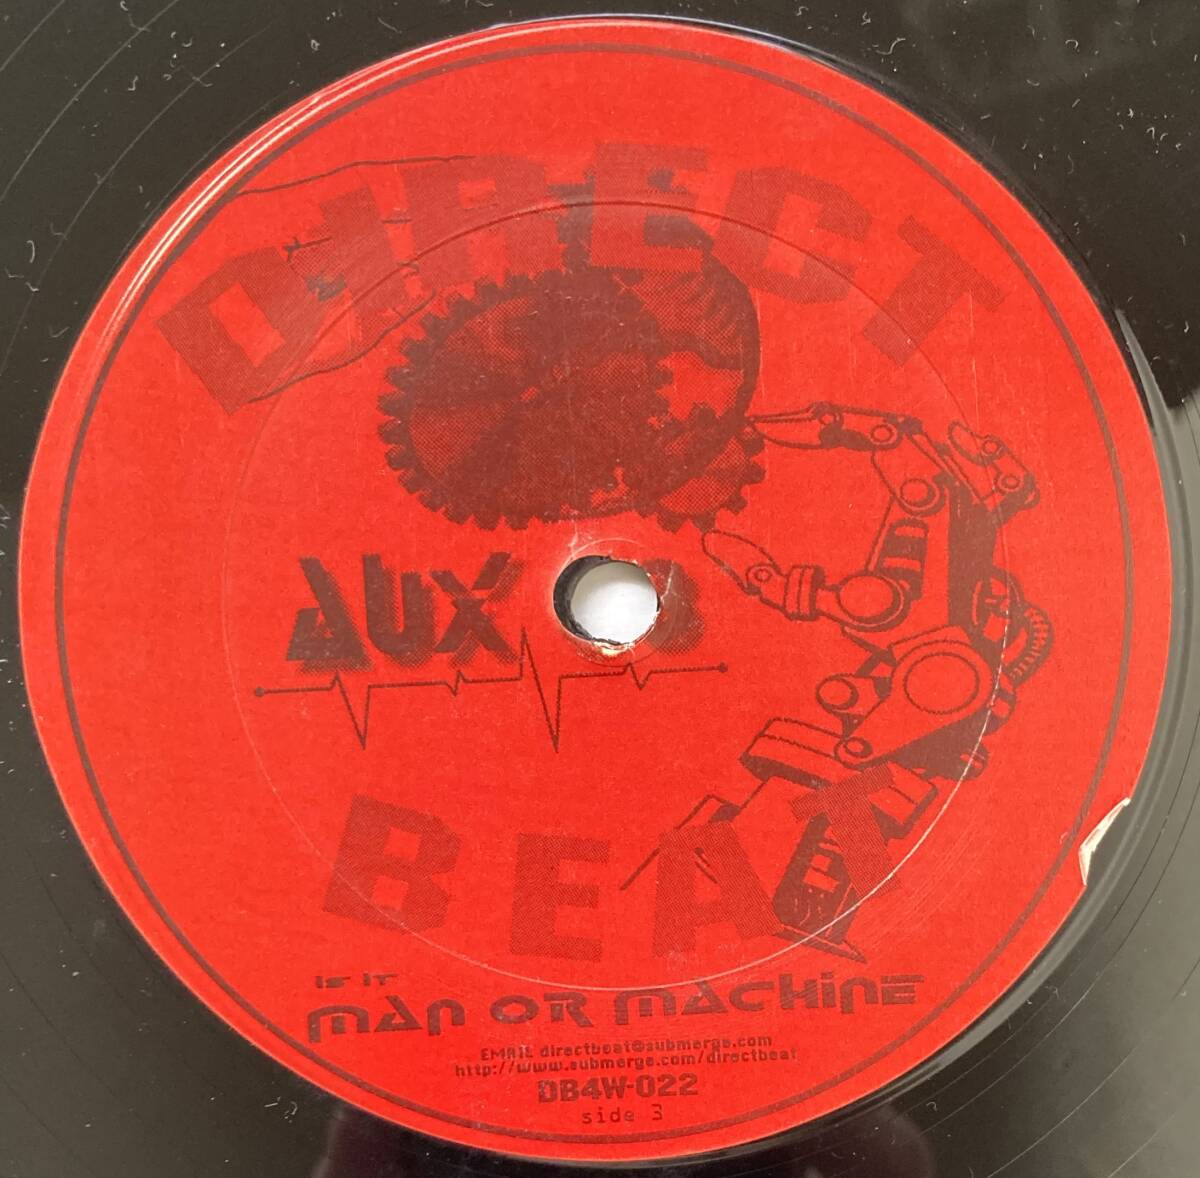 DIRECT
AUX
BEAT
IS IT
MAN OR MACHINE
EMAIL directbeat@submerge.com
http://www.submerge.com/directbeat
DB4W-022
side 3